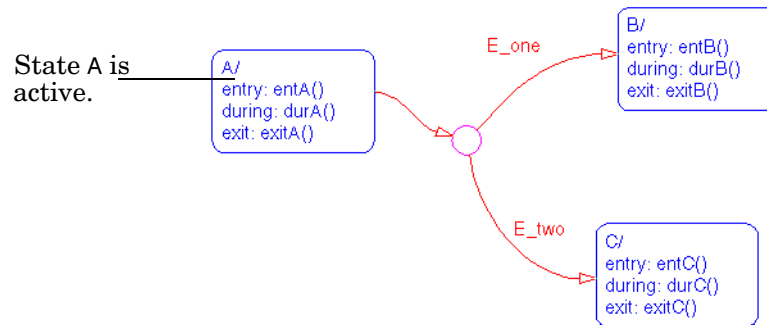 State A is
active.
A/
entry: entA()
during: durA()
exit: exitA()
E_one
B/
entry: entB()
during: durB()
exit: exitB()
E_two
C/
entry: entC()
during: durC()
exit: exitC()